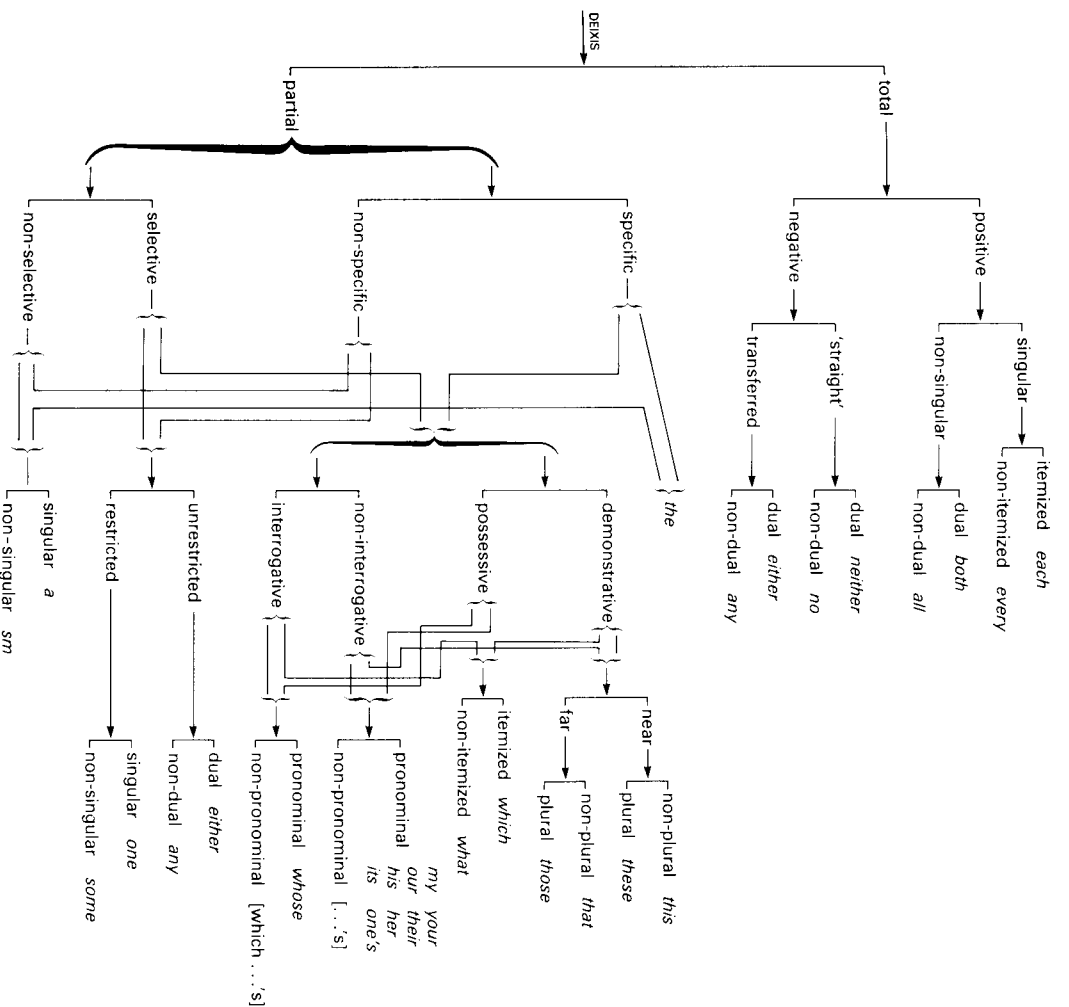 DEIXIS
total
partial
positive
negative
specific
non-specific
selective
non-selective
singular
non-singular
'straight'
transferred
itemized each
non-itemized every
dual both
non-dual all
dual neither
non-dual no
dual either
non-dual any
the
demonstrative
possessive
non-interrogative
interrogative
unrestricted
restricted
singular a
non-singular sm
near
far
non-plural this
plural these
non-plural that
plural those
itemized which
non-itemized what
pronominal my your
our their
his her
its one's
non-pronominal [...'s]
pronominal whose
non-pronominal [which ...'s]
dual either
non-dual any
singular one
non-singular some